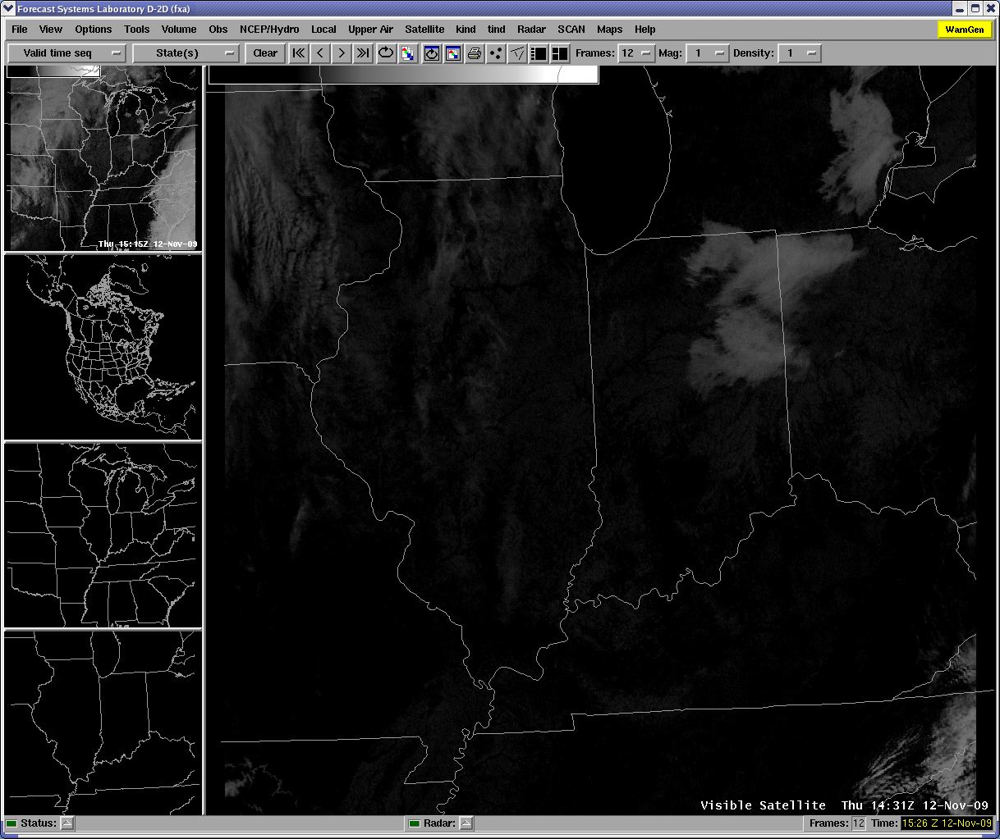 Forecast Systems Laboratory D-2D (fxa)
File View Options Tools Volume Obs NCEP/Hydro Local Upper Air Satellite kind tind Radar SCAN Maps Help WarnGen
Valid time seq State(s) Clear Frames: 12 Mag: 1 Density: 1
Thu 15:15Z 12-Nov-09
Visible Satellite Thu 14:31Z 12-Nov-09
Status: Radar: Frames: 12 Time: 15:26 Z 12-Nov-09